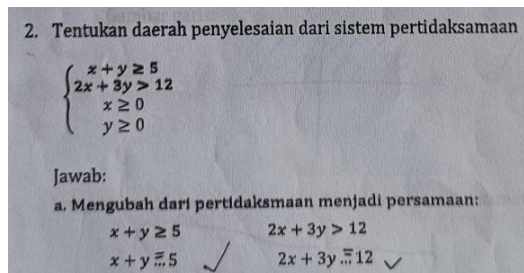 2. Tentukan daerah penyelesaian dari sistem pertidaksamaan
x + y ≥ 5
2x + 3y > 12
x ≥ 0
y ≥ 0
Jawab:
a. Mengubah dari pertidaksmaan menjadi persamaan:
x + y ≥ 5 2x + 3y > 12
x + y .=. 5 ✓ 2x + 3y .=. 12 ✓